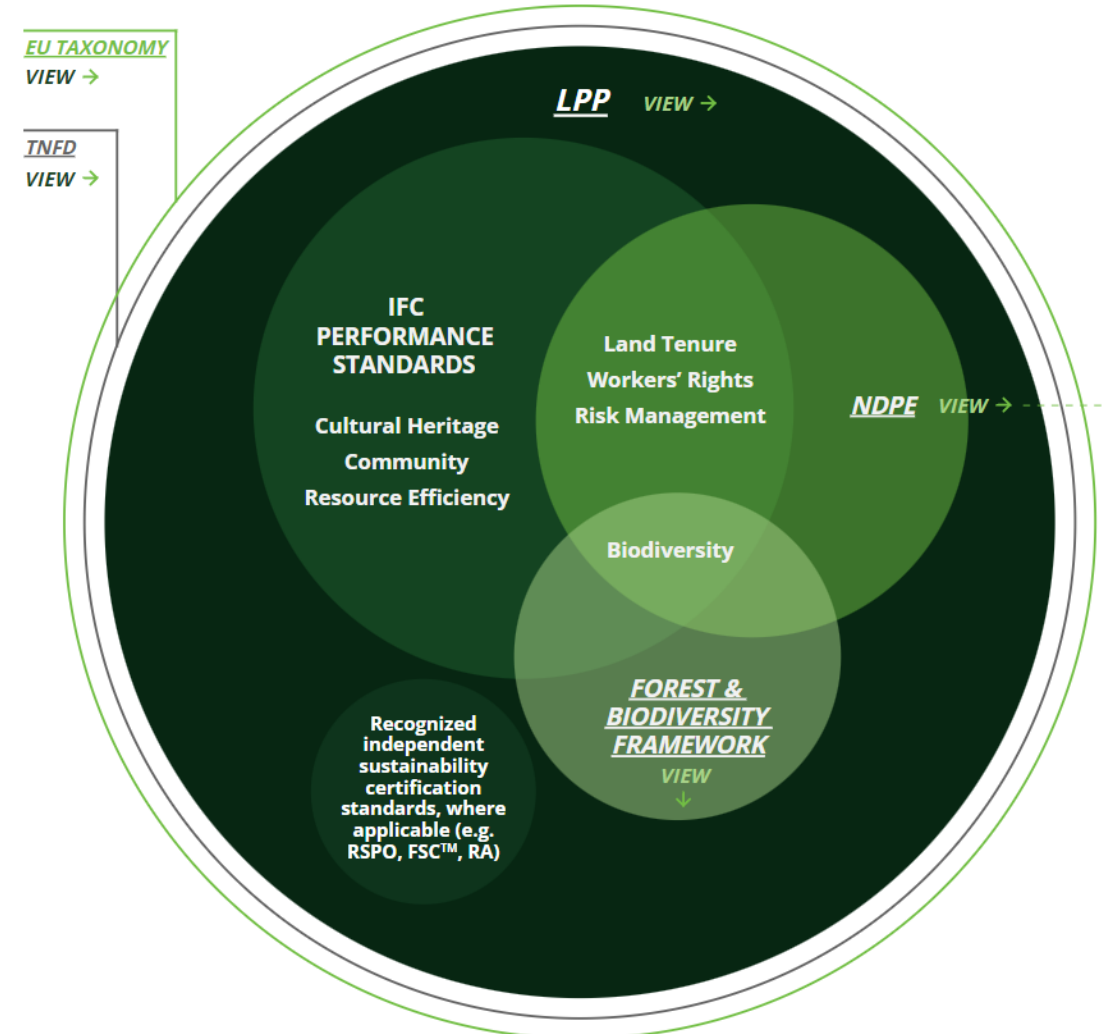 EU TAXONOMY
VIEW →
TNFD
VIEW →
LPP VIEW →
IFC
PERFORMANCE
STANDARDS
Cultural Heritage
Community
Resource Efficiency
Land Tenure
Workers’ Rights
Risk Management
NDPE VIEW →
Biodiversity
FOREST &
BIODIVERSITY
FRAMEWORK
VIEW
↓
Recognized
independent
sustainability
certification
standards, where
applicable (e.g.
RSPO, FSC™, RA)